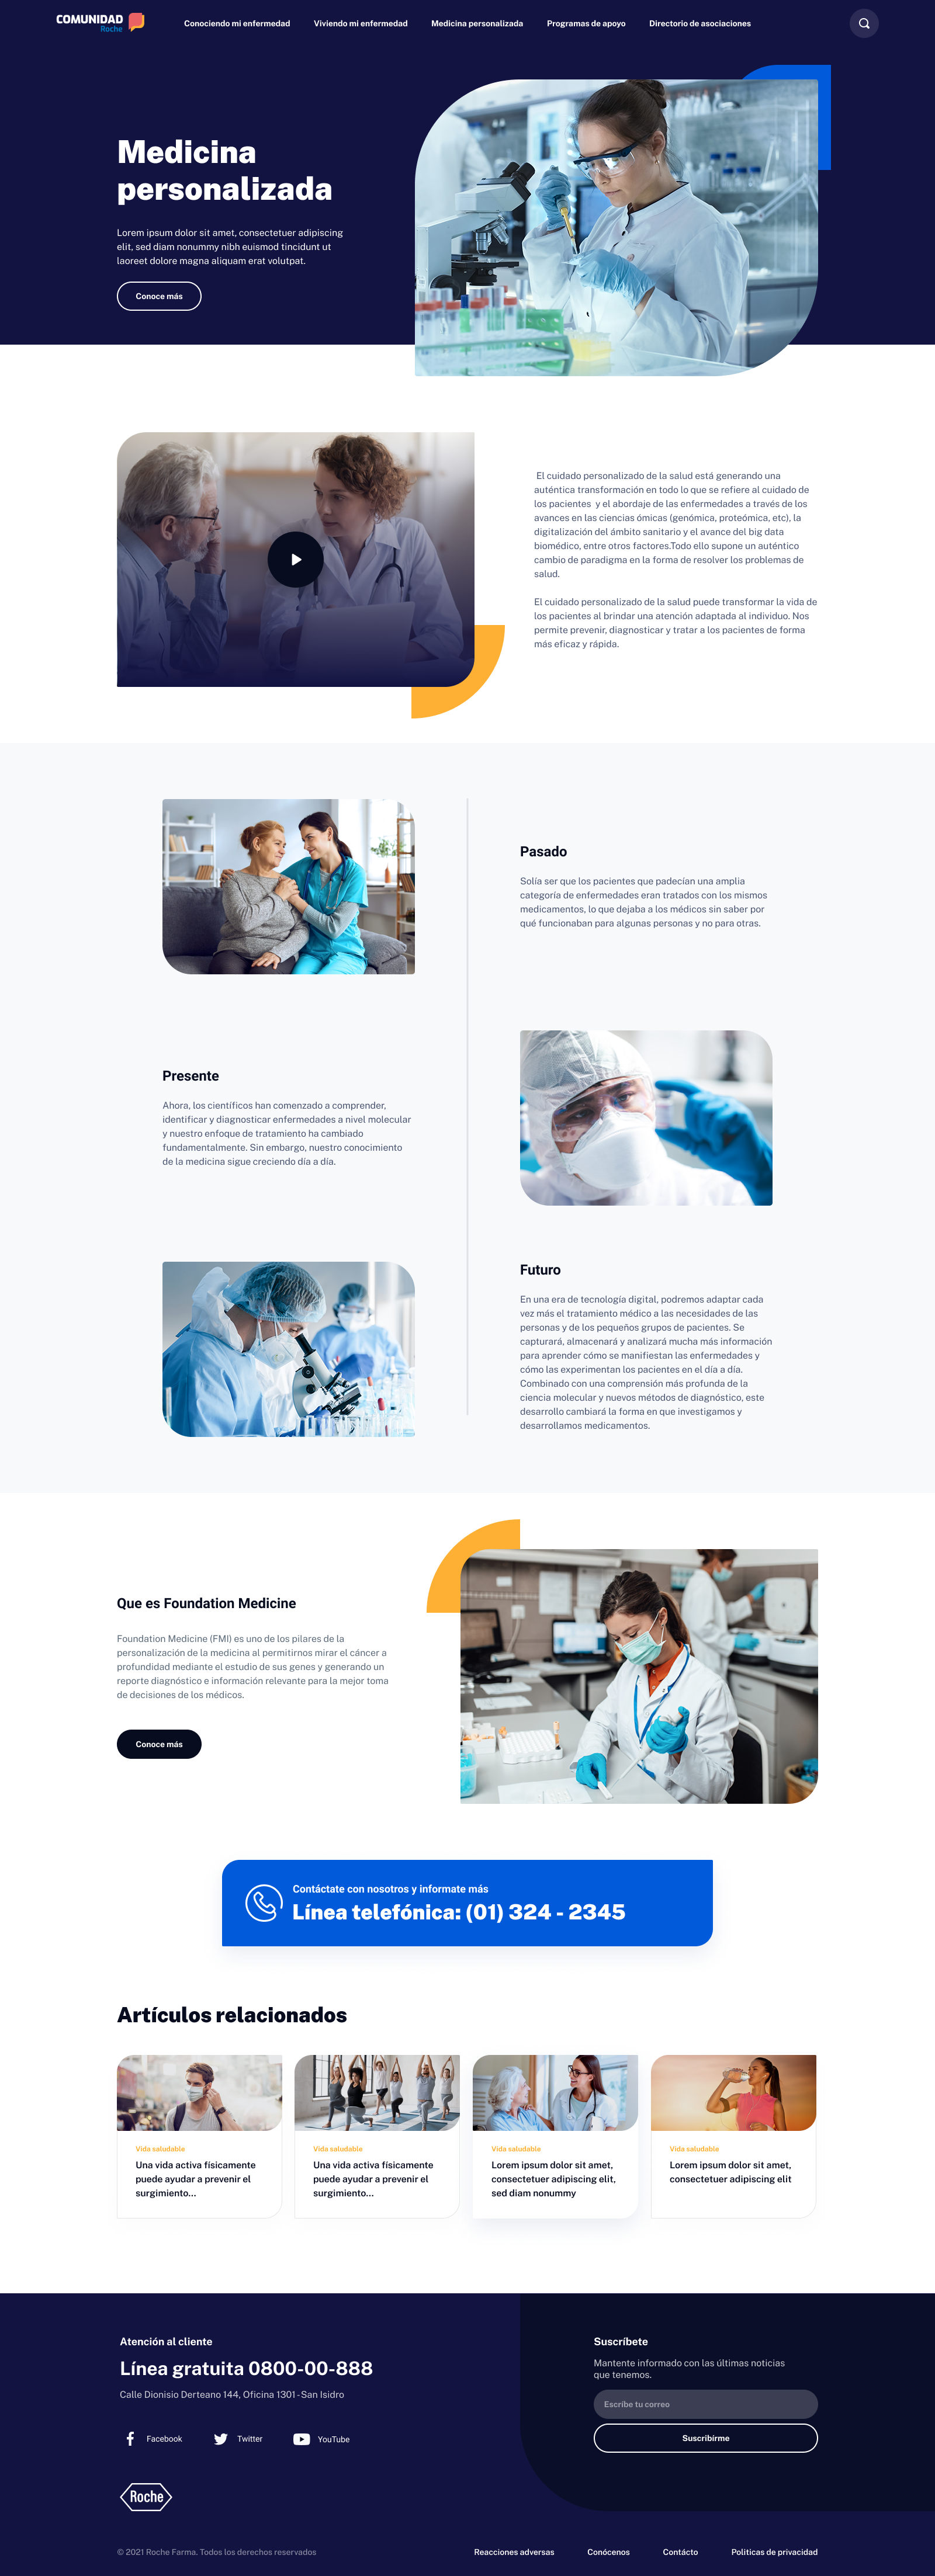 COMUNIDAD
Roche
Conociendo mi enfermedad
Viviendo mi enfermedad
Medicina personalizada
Programas de apoyo
Directorio de asociaciones
Medicina
personalizada
Lorem ipsum dolor sit amet, consectetuer adipiscing
elit, sed diam nonummy nibh euismod tincidunt ut
laoreet dolore magna aliquam erat volutpat.
Conoce más
El cuidado personalizado de la salud está generando una
auténtica transformación en todo lo que se refiere al cuidado de
los pacientes  y el abordaje de las enfermedades a través de los
avances en las ciencias ómicas (genómica, proteómica, etc), la
digitalización del ámbito sanitario y el avance del big data
biomédico, entre otros factores.Todo ello supone un auténtico
cambio de paradigma en la forma de resolver los problemas de
salud.
El cuidado personalizado de la salud puede transformar la vida de
los pacientes al brindar una atención adaptada al individuo. Nos
permite prevenir, diagnosticar y tratar a los pacientes de forma
más eficaz y rápida.
Pasado
Solía ser que los pacientes que padecían una amplia
categoría de enfermedades eran tratados con los mismos
medicamentos, lo que dejaba a los médicos sin saber por
qué funcionaban para algunas personas y no para otras.
Presente
Ahora, los científicos han comenzado a comprender,
identificar y diagnosticar enfermedades a nivel molecular
y nuestro enfoque de tratamiento ha cambiado
fundamentalmente. Sin embargo, nuestro conocimiento
de la medicina sigue creciendo día a día.
Futuro
En una era de tecnología digital, podremos adaptar cada
vez más el tratamiento médico a las necesidades de las
personas y de los pequeños grupos de pacientes. Se
capturará, almacenará y analizará mucha más información
para aprender cómo se manifiestan las enfermedades y
cómo las experimentan los pacientes en el día a día.
Combinado con una comprensión más profunda de la
ciencia molecular y nuevos métodos de diagnóstico, este
desarrollo cambiará la forma en que investigamos y
desarrollamos medicamentos.
Que es Foundation Medicine
Foundation Medicine (FMI) es uno de los pilares de la
personalización de la medicina al permitirnos mirar el cáncer a
profundidad mediante el estudio de sus genes y generando un
reporte diagnóstico e información relevante para la mejor toma
de decisiones de los médicos.
Conoce más
Contáctate con nosotros y informate más
Línea telefónica: (01) 324 - 2345
Artículos relacionados
Vida saludable
Una vida activa físicamente
puede ayudar a prevenir el
surgimiento...
Vida saludable
Una vida activa físicamente
puede ayudar a prevenir el
surgimiento...
Vida saludable
Lorem ipsum dolor sit amet,
consectetuer adipiscing elit,
sed diam nonummy
Vida saludable
Lorem ipsum dolor sit amet,
consectetuer adipiscing elit
Atención al cliente
Línea gratuita 0800-00-888
Calle Dionisio Derteano 144, Oficina 1301 - San Isidro
Facebook
Twitter
YouTube
Roche
Suscríbete
Mantente informado con las últimas noticias
que tenemos.
Escribe tu correo
Suscribirme
© 2021 Roche Farma. Todos los derechos reservados
Reacciones adversas
Conócenos
Contácto
Politicas de privacidad